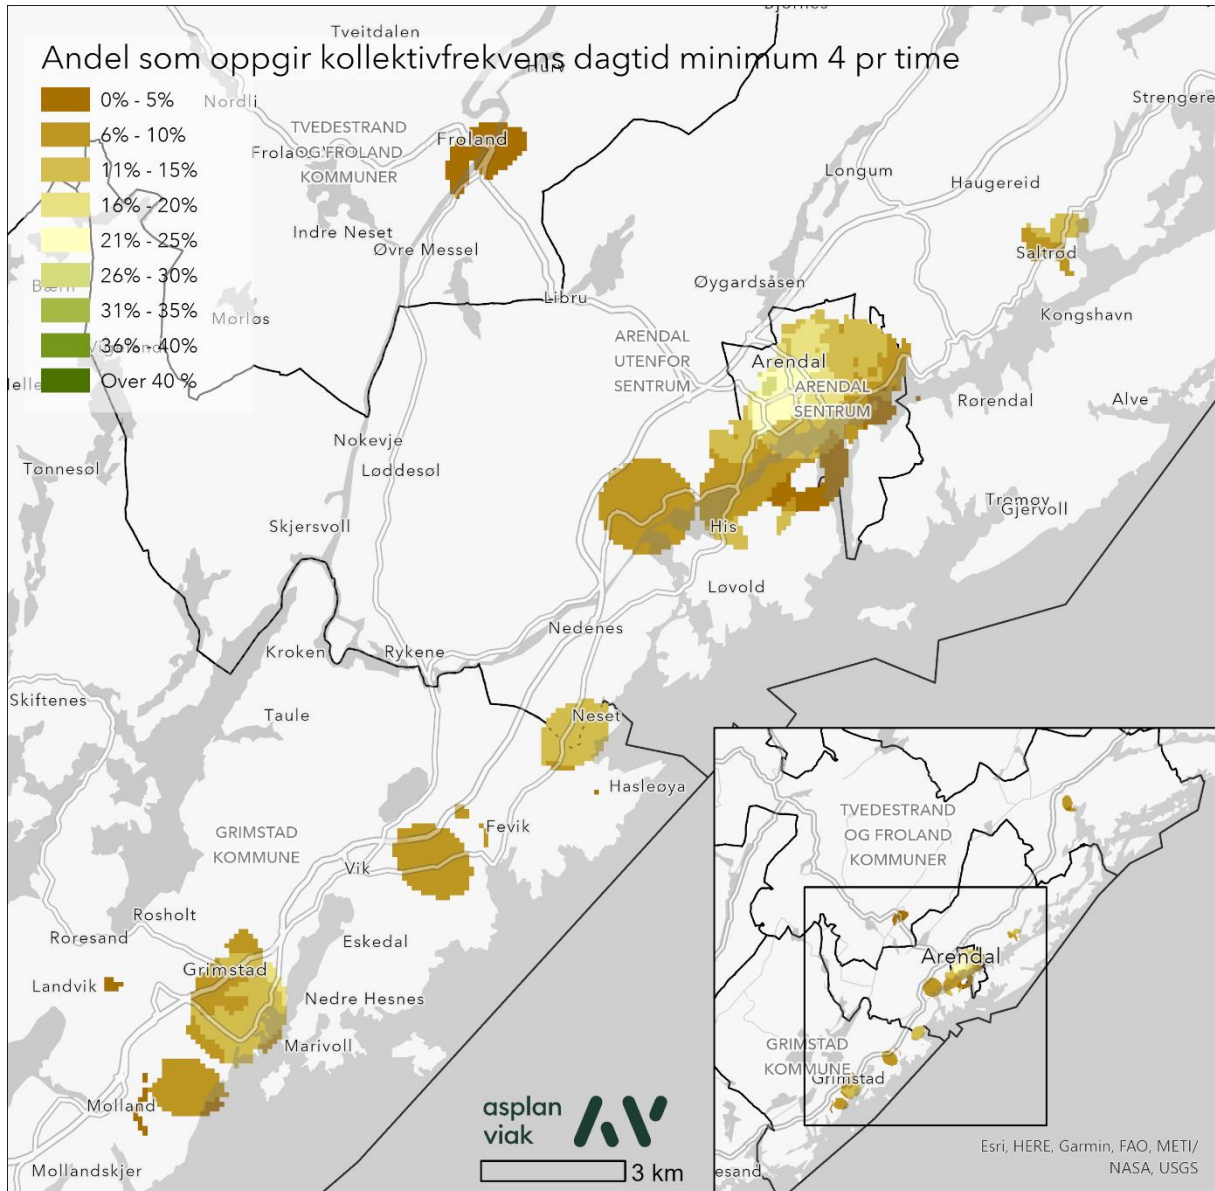 Bjornes
Tveitdalen
Andel som oppgir kollektivfrekvens dagtid minimum 4 pr time
0% - 5%
6% - 10%
11% - 15%
16% - 20%
21% - 25%
26% - 30%
31% - 35%
36% - 40%
Over 40 %
Nordli
Strengere
TVEDESTRAND
OG FROLAND
KOMMUNER
Froland
Longum
Haugereid
Indre Neset
Øvre Messel
Saltrød
Øygardsåsen
Libru
Mørløs
Kongshavn
ARENDAL
UTENFOR
SENTRUM
Arendal
ARENDAL
SENTRUM
Rørendal
Alve
Nokevje
Løddesøl
Tønnesøl
Skjersvoll
His
Tromøy
Gjervoll
Løvold
Nedenes
Kroken
Rykene
Skiftenes
Taule
Neset
Hasleøya
GRIMSTAD
KOMMUNE
Fevik
Vik
Rosholt
Roresand
Eskedal
Landvik
Grimstad
Nedre Hesnes
Marivoll
Molland
Mollandskjer
asplan
viak
3 km
TVEDESTRAND
OG FROLAND
KOMMUNER
Arendal
GRIMSTAD
KOMMUNE
Grimstad
esand
Esri, HERE, Garmin, FAO, METI/
NASA, USGS